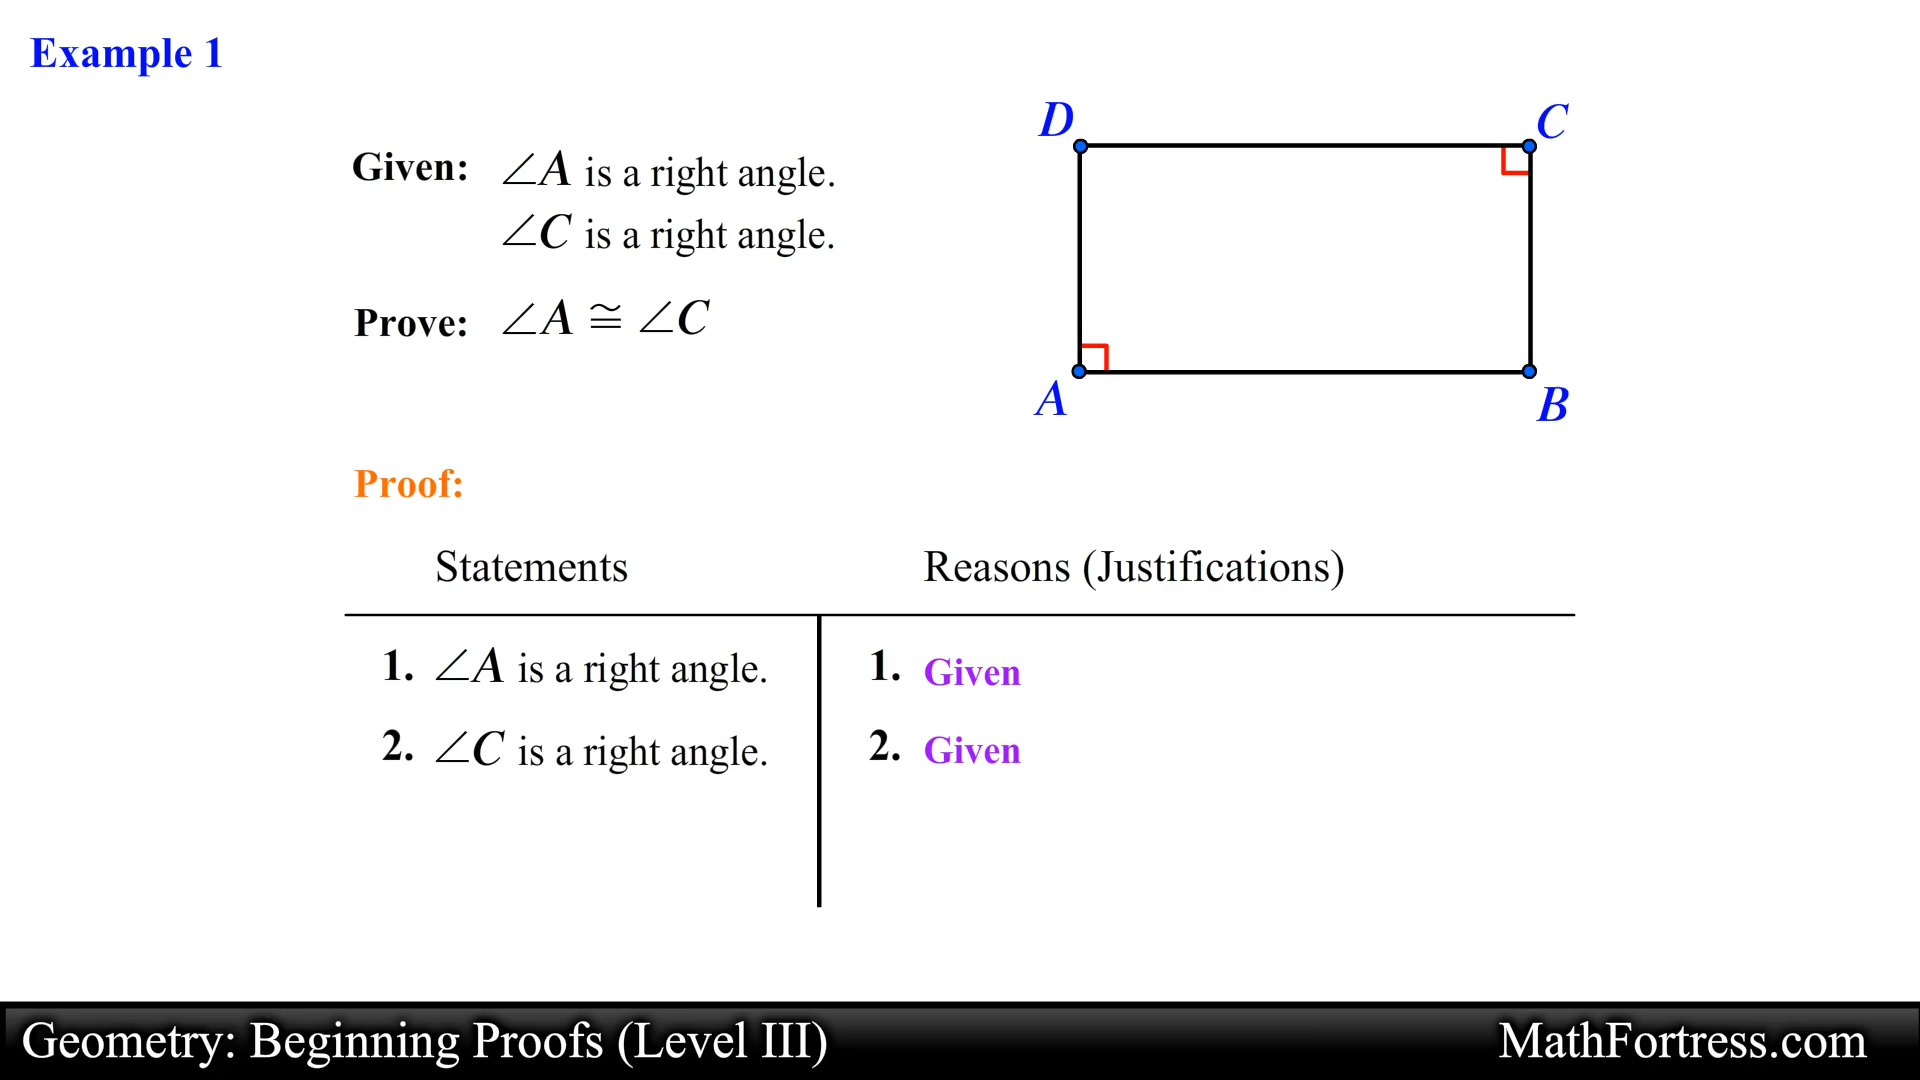 Example 1
Given: ∠A is a right angle.
∠C is a right angle.
Prove: ∠A ≅ ∠C
D
C
A
B
Proof:
Statements
Reasons (Justifications)
1. ∠A is a right angle.
1. Given
2. ∠C is a right angle.
2. Given
Geometry: Beginning Proofs (Level III)
MathFortress.com